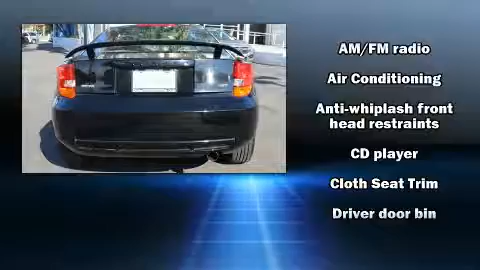 AM/FM radio
Air Conditioning
Anti-whiplash front
head restraints
CD player
Cloth Seat Trim
Driver door bin